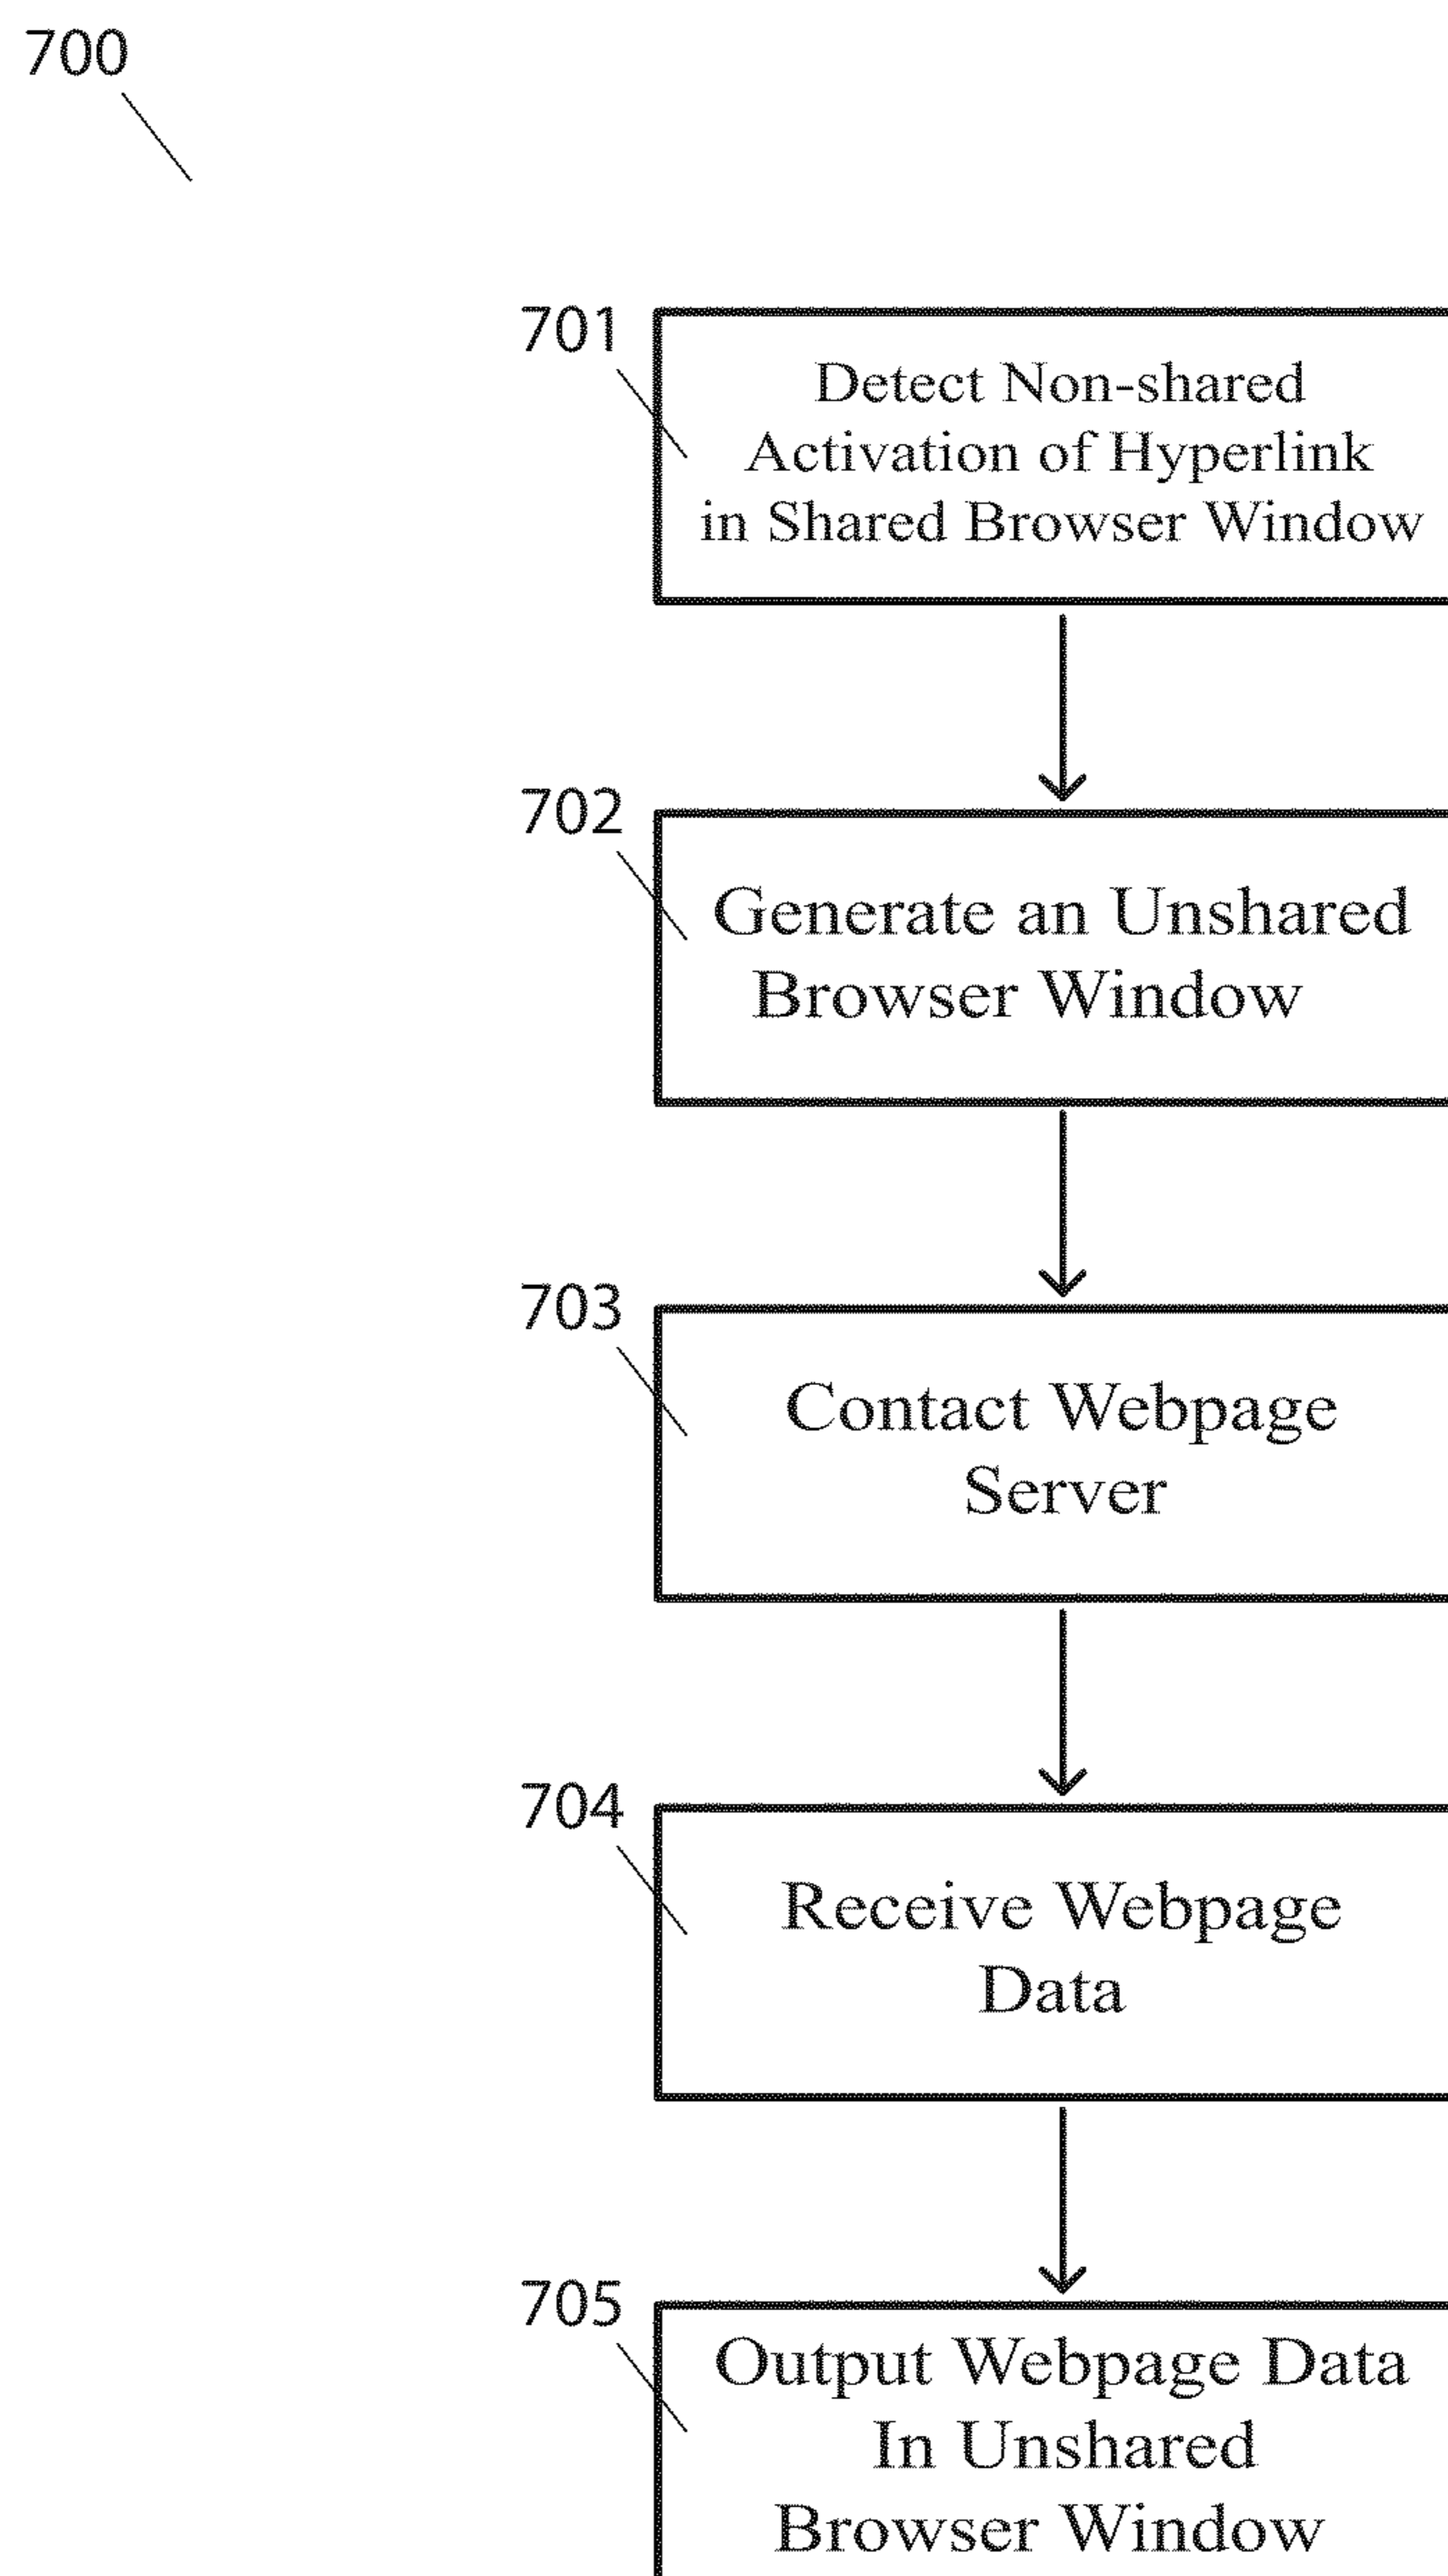 700
701
Detect Non-shared
Activation of Hyperlink
in Shared Browser Window
702
Generate an Unshared
Browser Window
703
Contact Webpage
Server
704
Receive Webpage
Data
705
Output Webpage Data
In Unshared
Browser Window